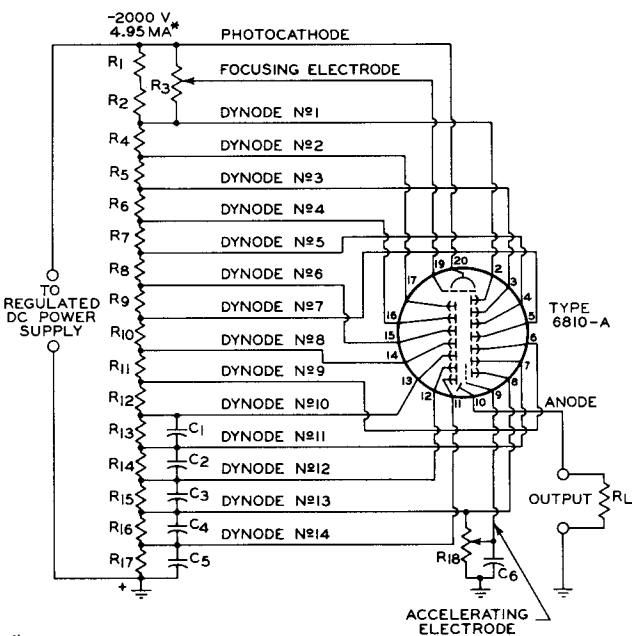 -2000 V
4.95 MA*
PHOTOCATHODE
R1
FOCUSING ELECTRODE
R3
R2
DYNODE №1
R4
DYNODE №2
R5
DYNODE №3
R6
DYNODE №4
R7
DYNODE №5
R8
DYNODE №6
R9
DYNODE №7
R10
DYNODE №8
R11
DYNODE №9
R12
DYNODE №10
R13
C1
DYNODE №11
R14
C2
DYNODE №12
R15
C3
DYNODE №13
R16
C4
DYNODE №14
R17
C5
+
TO
REGULATED
DC POWER
SUPPLY
19
20
2
3
4
5
6
7
8
9
10
11
12
13
14
15
16
17
TYPE
6810-A
ANODE
OUTPUT
RL
R18
C6
ACCELERATING
ELECTRODE